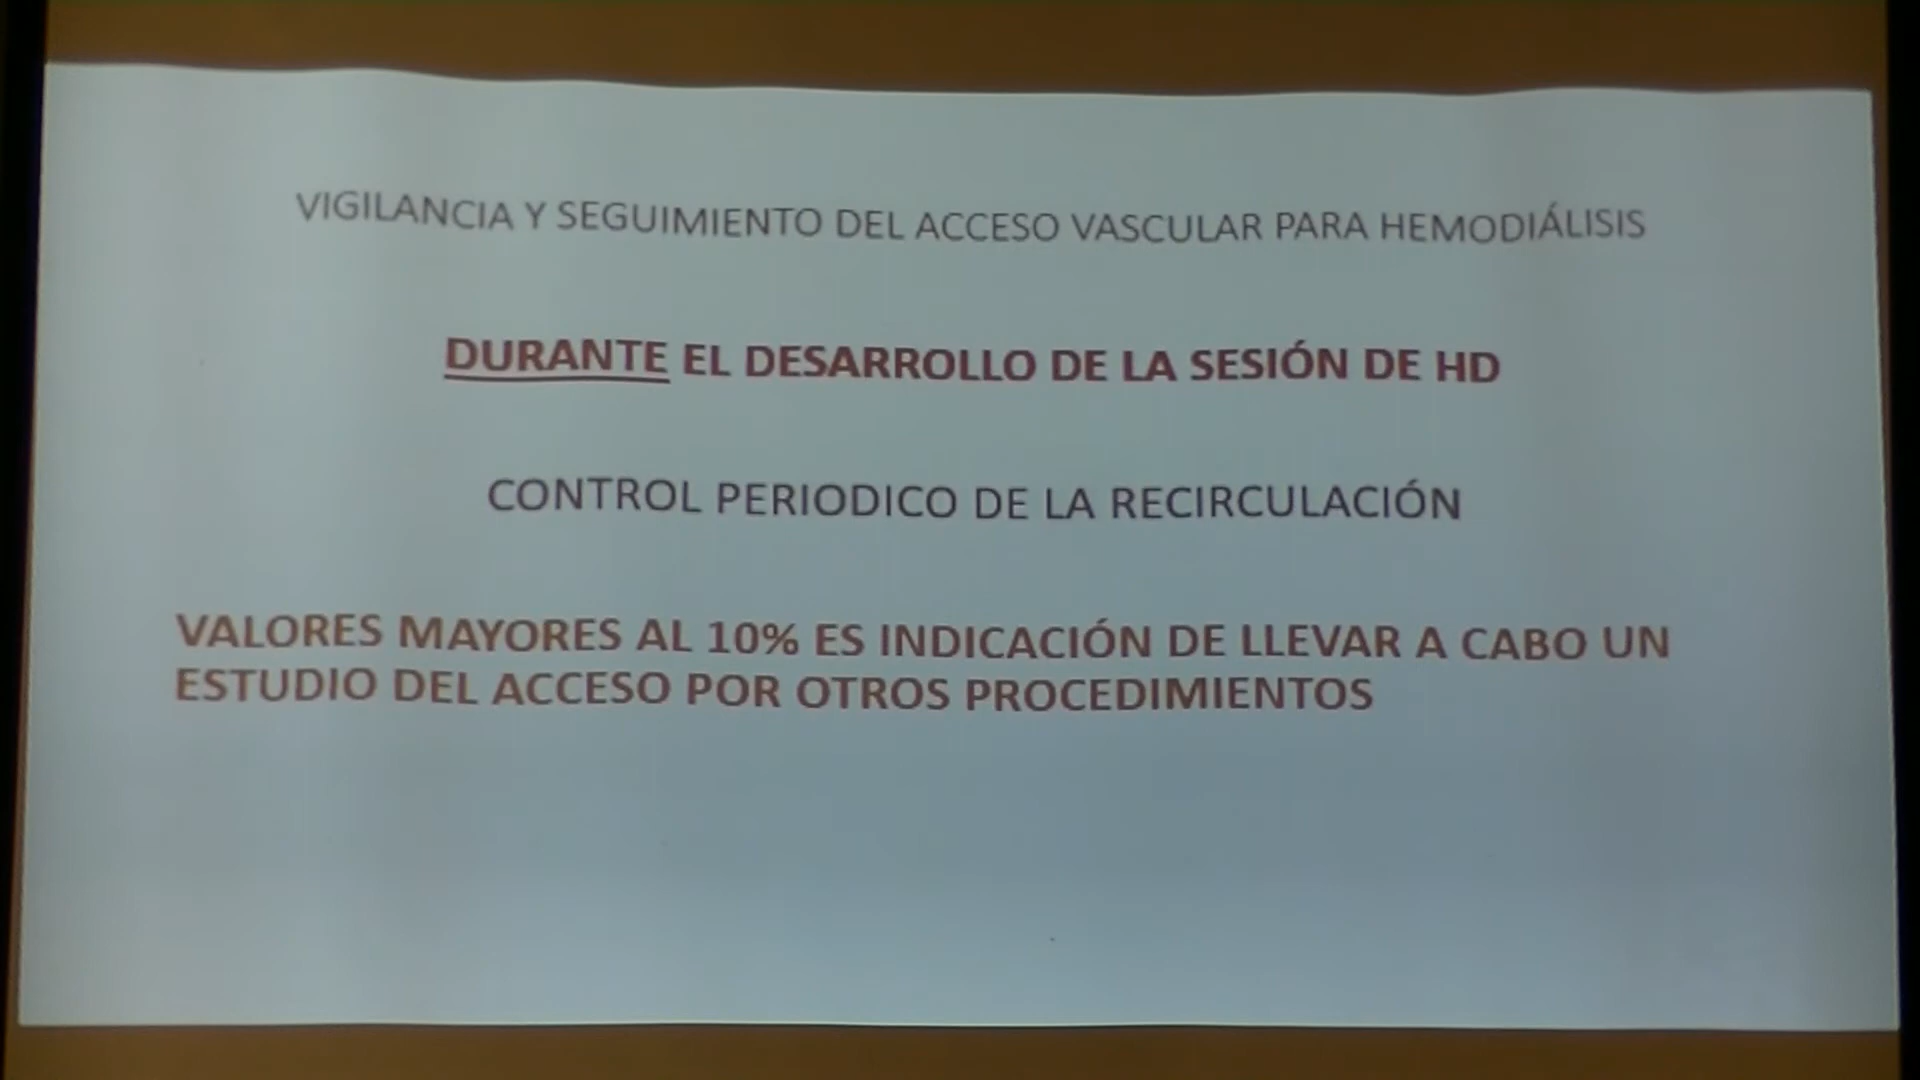 VIGILANCIA Y SEGUIMIENTO DEL ACCESO VASCULAR PARA HEMODIÁLISIS
DURANTE EL DESARROLLO DE LA SESIÓN DE HD
CONTROL PERIODICO DE LA RECIRCULACIÓN
VALORES MAYORES AL 10% ES INDICACIÓN DE LLEVAR A CABO UN
ESTUDIO DEL ACCESO POR OTROS PROCEDIMIENTOS